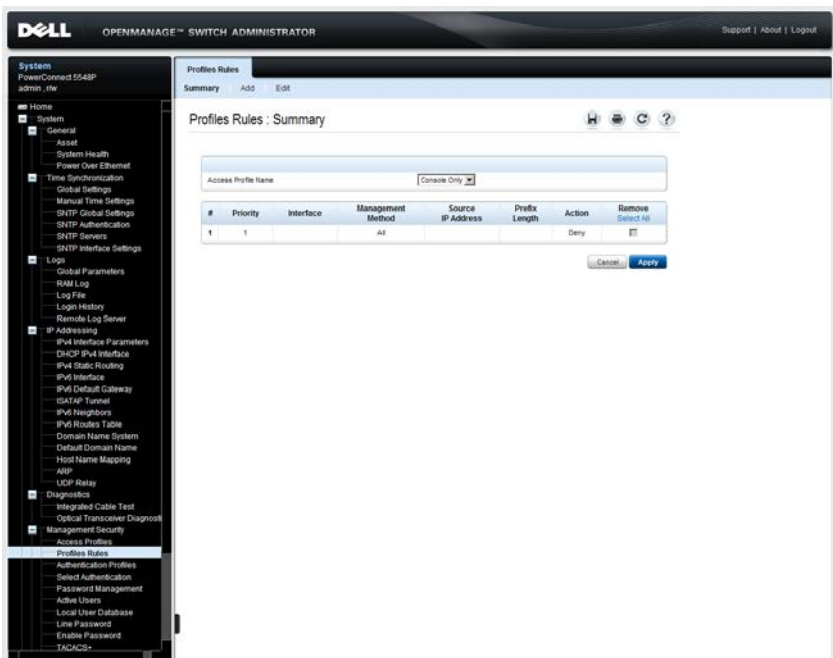 DELL OPENMANAGE™ SWITCH ADMINISTRATOR
Support | About | Logout
System
PowerConnect 5548P
admin , r/w
Home
System
General
Asset
System Health
Power Over Ethernet
Time Synchronization
Global Settings
Manual Time Settings
SNTP Global Settings
SNTP Authentication
SNTP Servers
SNTP Interface Settings
Logs
Global Parameters
RAM Log
Log File
Login History
Remote Log Server
IP Addressing
IPv4 Interface Parameters
DHCP IPv4 Interface
IPv4 Static Routing
IPv6 Interface
IPv6 Default Gateway
ISATAP Tunnel
IPv6 Neighbors
IPv6 Routes Table
Domain Name System
Default Domain Name
Host Name Mapping
ARP
UDP Relay
Diagnostics
Integrated Cable Test
Optical Transceiver Diagnosti
Management Security
Access Profiles
Profiles Rules
Authentication Profiles
Select Authentication
Password Management
Active Users
Local User Database
Line Password
Enable Password
TACACS+
Profiles Rules
Summary Add Edit
Profiles Rules : Summary
?
Access Profile Name Console Only
# Priority Interface Management Method Source IP Address Prefix Length Action Remove Select All
1 1 All Deny
Cancel Apply